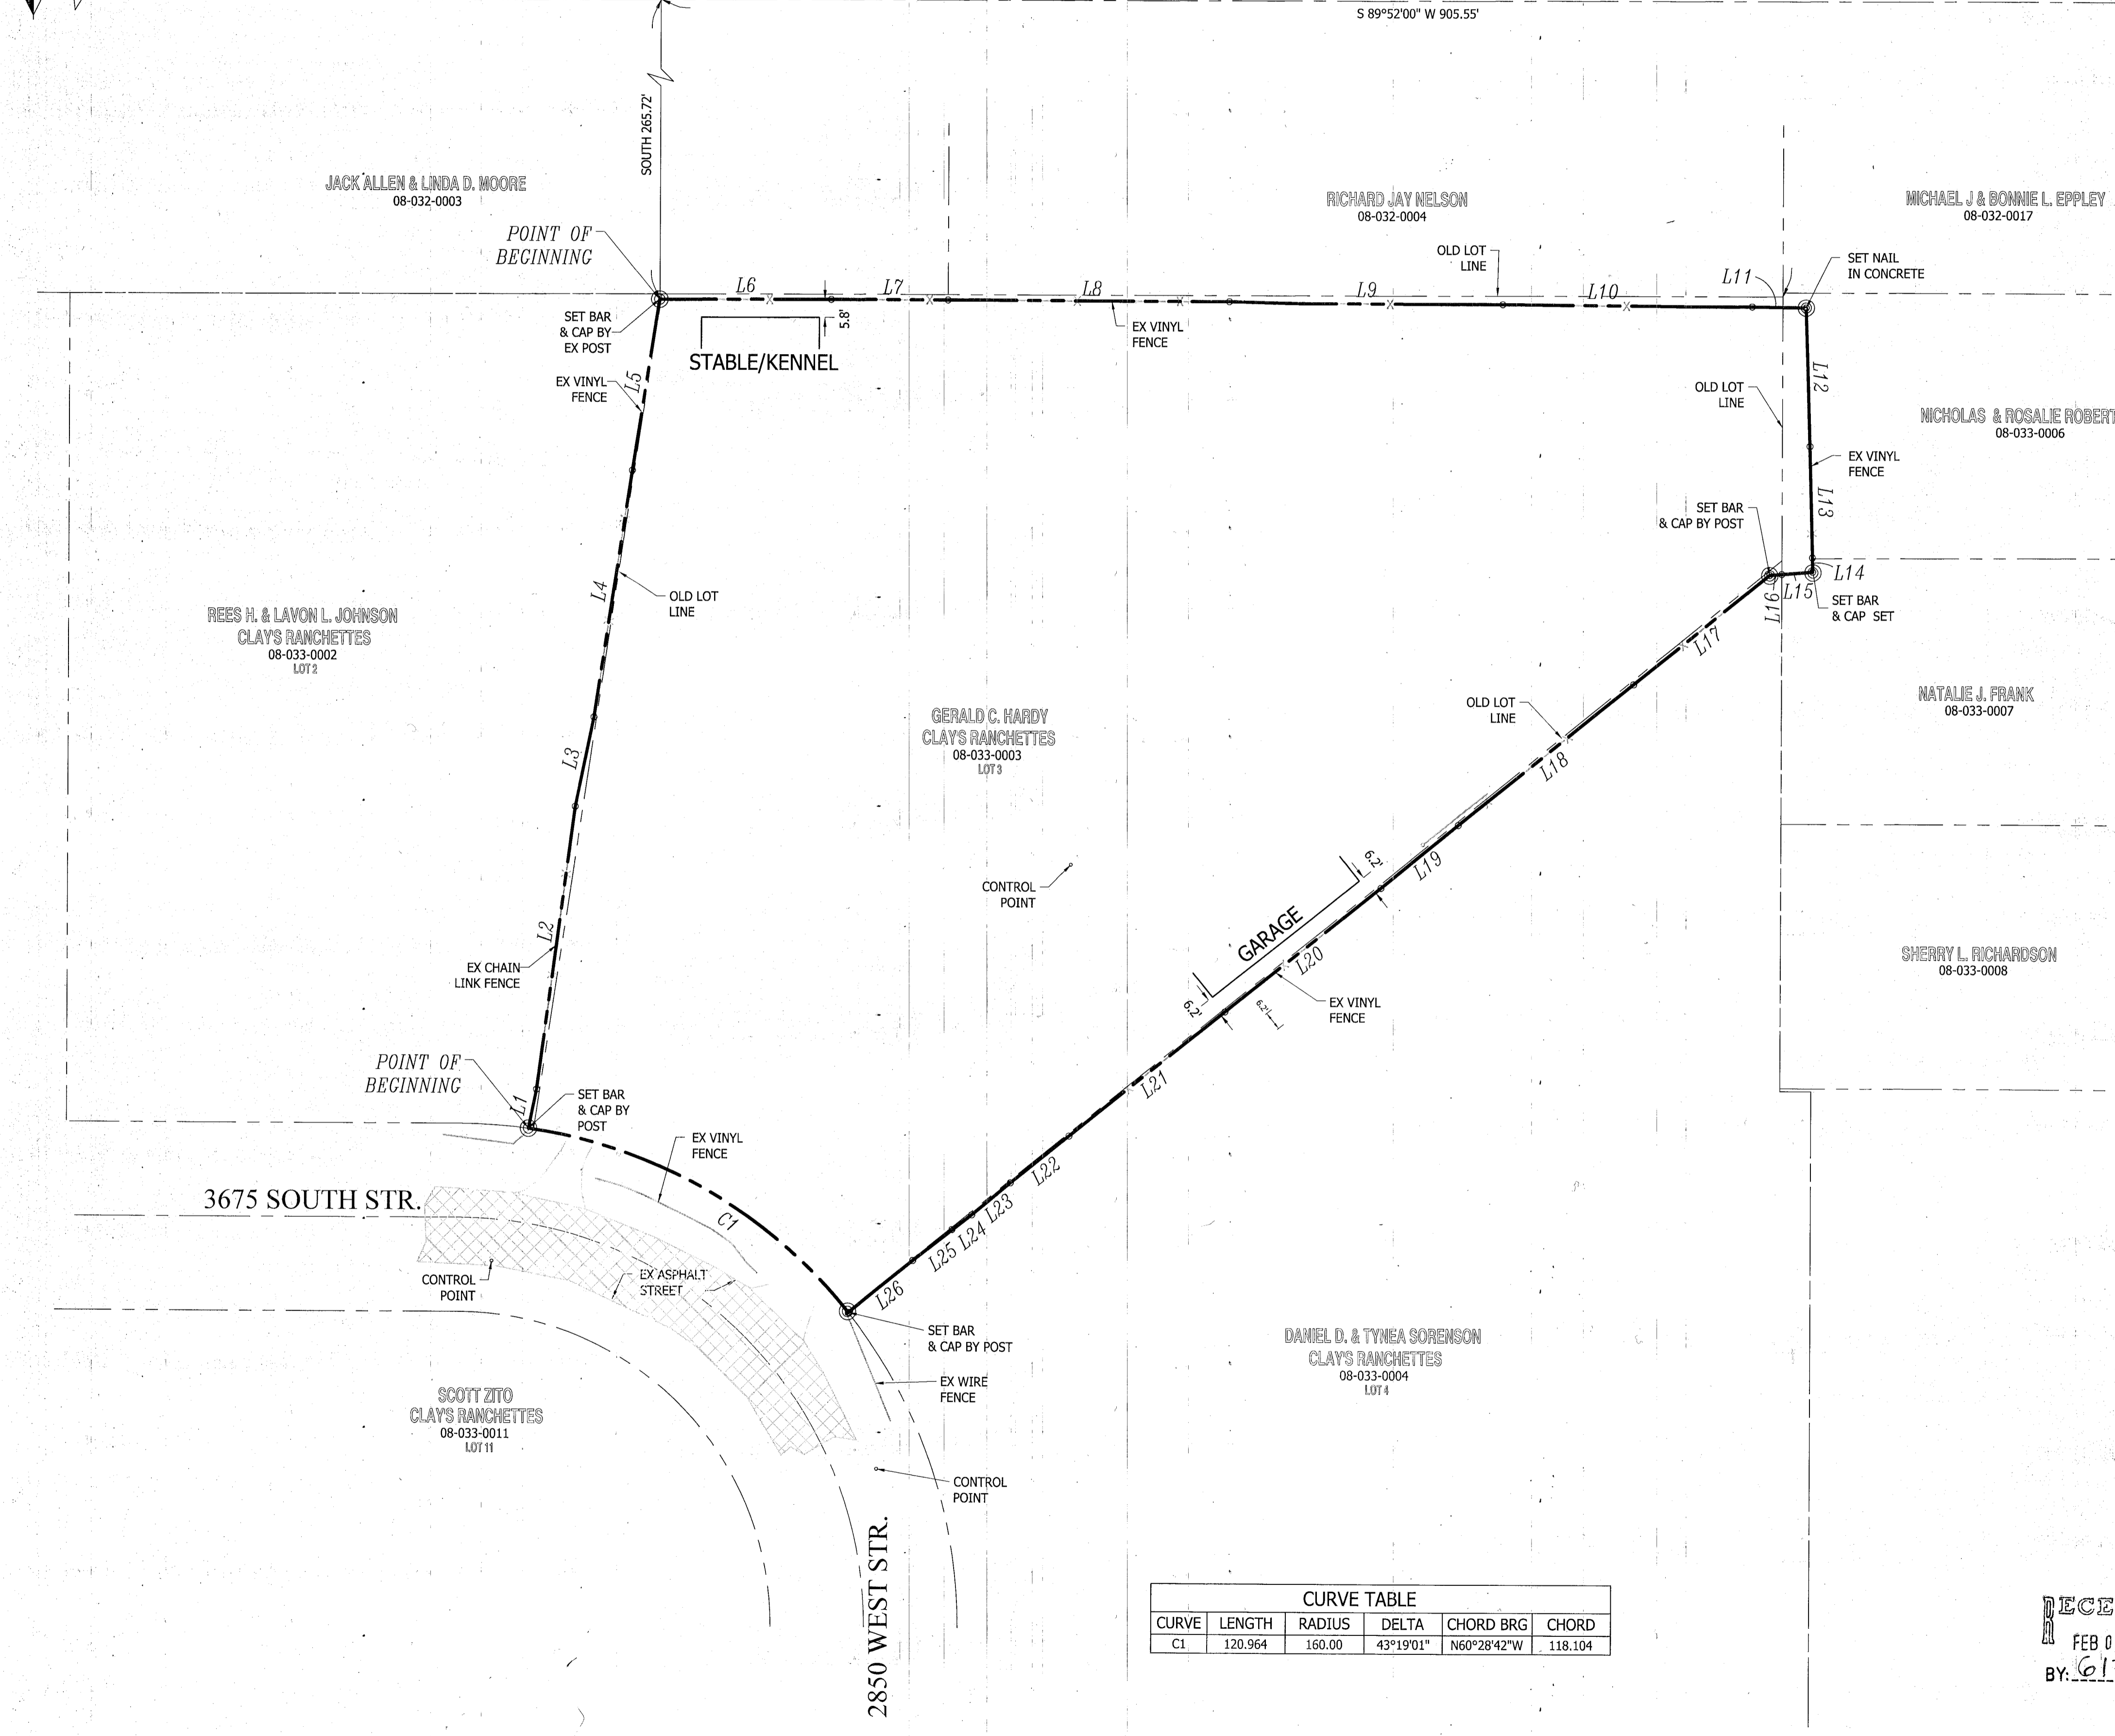 S 89°52'00" W 905.55'
SOUTH 265.72'
JACK ALLEN & LINDA D. MOORE
08-032-0003
RICHARD JAY NELSON
08-032-0004
MICHAEL J & BONNIE L. EPPLEY
08-032-0017
POINT OF
BEGINNING
OLD LOT
LINE
L11
SET NAIL
IN CONCRETE
L6
L7
L8
L9
L10
SET BAR
& CAP BY
EX POST
5.8'
EX VINYL
FENCE
STABLE/KENNEL
EX VINYL
FENCE
L5
L12
OLD LOT
LINE
NICHOLAS & ROSALIE ROBERT
08-033-0006
EX VINYL
FENCE
L13
SET BAR
& CAP BY POST
L14
L15
L16
SET BAR
& CAP SET
L4
OLD LOT
LINE
REES H. & LAVON L. JOHNSON
CLAY'S RANCHETTES
08-033-0002
LOT 2
L17
NATALIE J. FRANK
08-033-0007
OLD LOT
LINE
GERALD C. HARDY
CLAY'S RANCHETTES
08-033-0003
LOT 3
L3
L18
L19
6.2'
CONTROL
POINT
GARAGE
L2
L20
SHERRY L. RICHARDSON
08-033-0008
EX CHAIN
LINK FENCE
6.2'
6.2'
EX VINYL
FENCE
POINT OF
BEGINNING
L1
SET BAR
& CAP BY
POST
L21
EX VINYL
FENCE
L22
3675 SOUTH STR.
C1
L23
L24
L25
L26
CONTROL
POINT
EX ASPHALT
STREET
SET BAR
& CAP BY POST
DANIEL D. & TYNEA SORENSON
CLAY'S RANCHETTES
08-033-0004
LOT 4
EX WIRE
FENCE
SCOTT ZITO
CLAY'S RANCHETTES
08-033-0011
LOT 11
CONTROL
POINT
2850 WEST STR.
CURVE TABLE
CURVE LENGTH RADIUS DELTA CHORD BRG CHORD
C1 120.964 160.00 43°19'01" N60°28'42"W 118.104
RECE
FEB 0
BY: 61